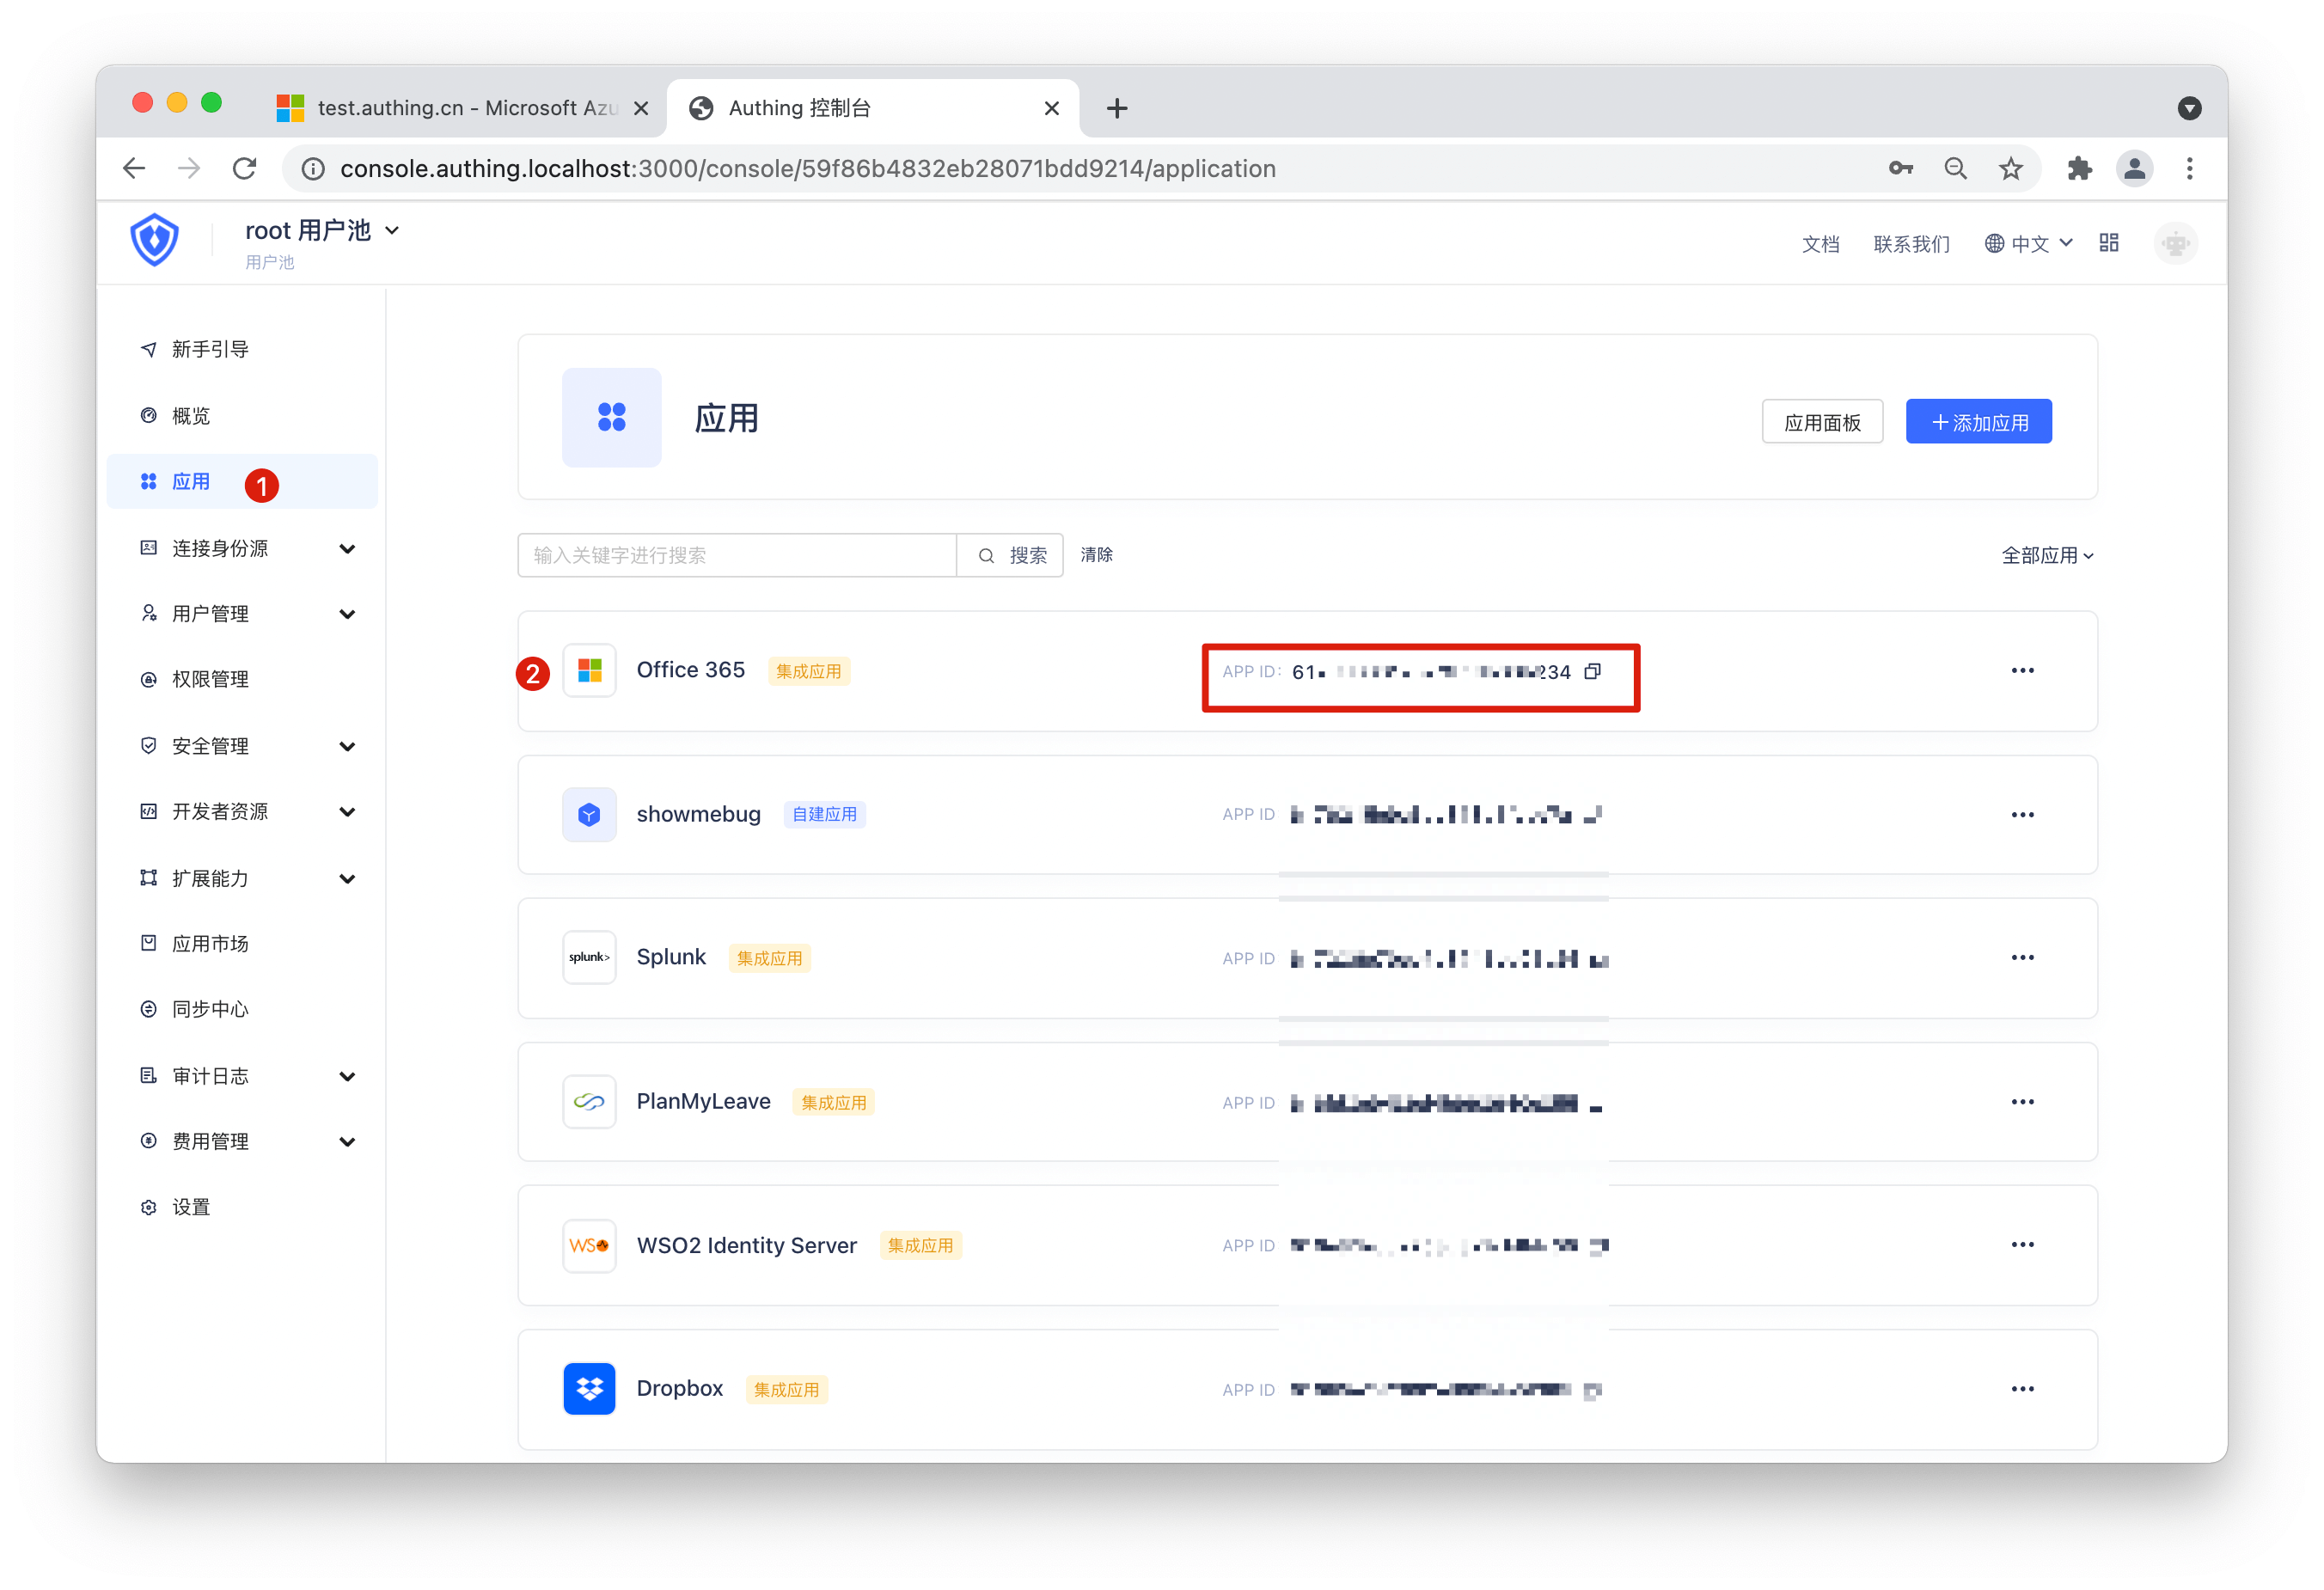 test.authing.cn - Microsoft Azu
Authing 控制台
console.authing.localhost:3000/console/59f86b4832eb28071bdd9214/application
root 用户池
用户池
文档 联系我们 中文
新手引导
概览
应用 1
连接身份源
用户管理
权限管理
安全管理
开发者资源
扩展能力
应用市场
同步中心
审计日志
费用管理
设置
应用
应用面板 添加应用
输入关键字进行搜索 搜索 清除 全部应用
2 Office 365 集成应用 APP ID: 61 234
showmebug 自建应用 APP ID
splunk> Splunk 集成应用 APP ID
PlanMyLeave 集成应用 APP ID
WSO2 Identity Server 集成应用 APP ID
Dropbox 集成应用 APP ID